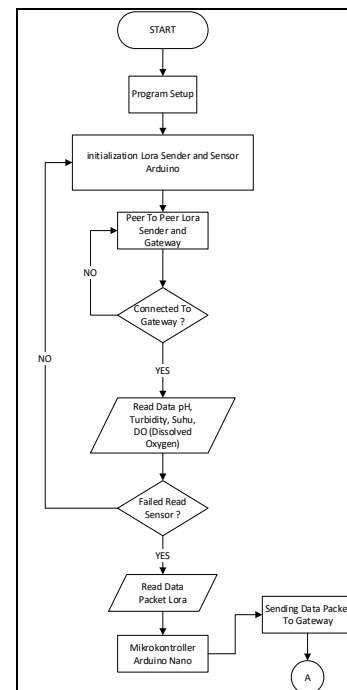 START
Program Setup
initialization Lora Sender and Sensor
Arduino
Peer To Peer Lora
Sender and
Gateway
NO
Connected To
Gateway ?
NO
YES
Read Data pH,
Turbidity, Suhu,
DO (Dissolved
Oxygen)
Failed Read
Sensor ?
YES
Read Data
Packet Lora
Sending Data Packet
To Gateway
Mikrokontroller
Arduino Nano
A